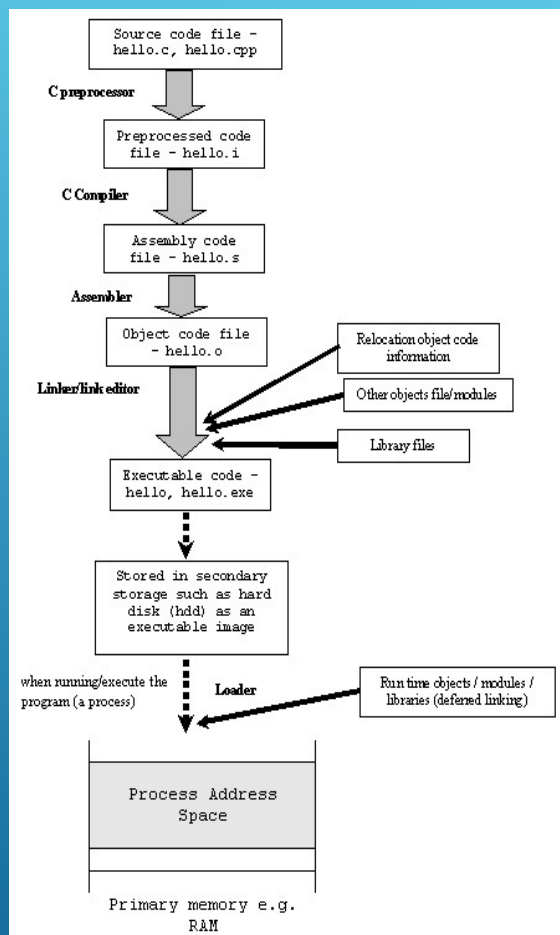 Source code file -
hello.c, hello.cpp
C preprocessor
Preprocessed code
file - hello.i
C Compiler
Assembly code
file - hello.s
Assembler
Object code file
- hello.o
Linker/link editor
Relocation object code
information
Other objects file/modules
Library files
Executable code -
hello, hello.exe
Stored in secondary
storage such as hard
disk (hdd) as an
executable image
when running/execute the
program (a process)
Loader
Run time objects / modules /
libraries (deferred linking)
Process Address
Space
Primary memory e.g.
RAM